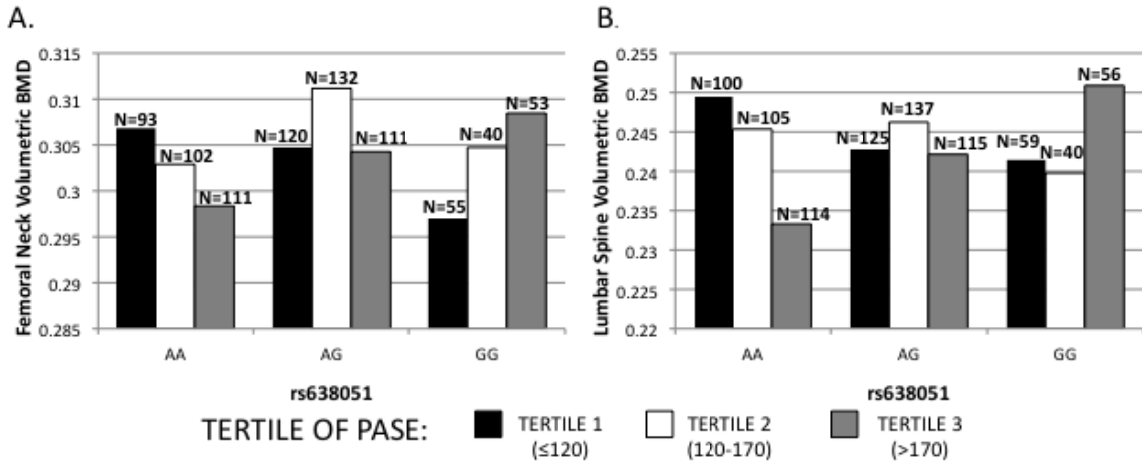 A.
Femoral Neck Volumetric BMD
0.315
0.31
0.305
0.3
0.295
0.29
0.285
N=93
N=102
N=111
N=120
N=132
N=111
N=55
N=40
N=53
AA
AG
GG
rs638051
B.
Lumbar Spine Volumetric BMD
0.255
0.25
0.245
0.24
0.235
0.23
0.225
0.22
N=100
N=105
N=114
N=125
N=137
N=115
N=59
N=40
N=56
AA
AG
GG
rs638051
TERTILE OF PASE:
TERTILE 1
(≤120)
TERTILE 2
(120-170)
TERTILE 3
(>170)